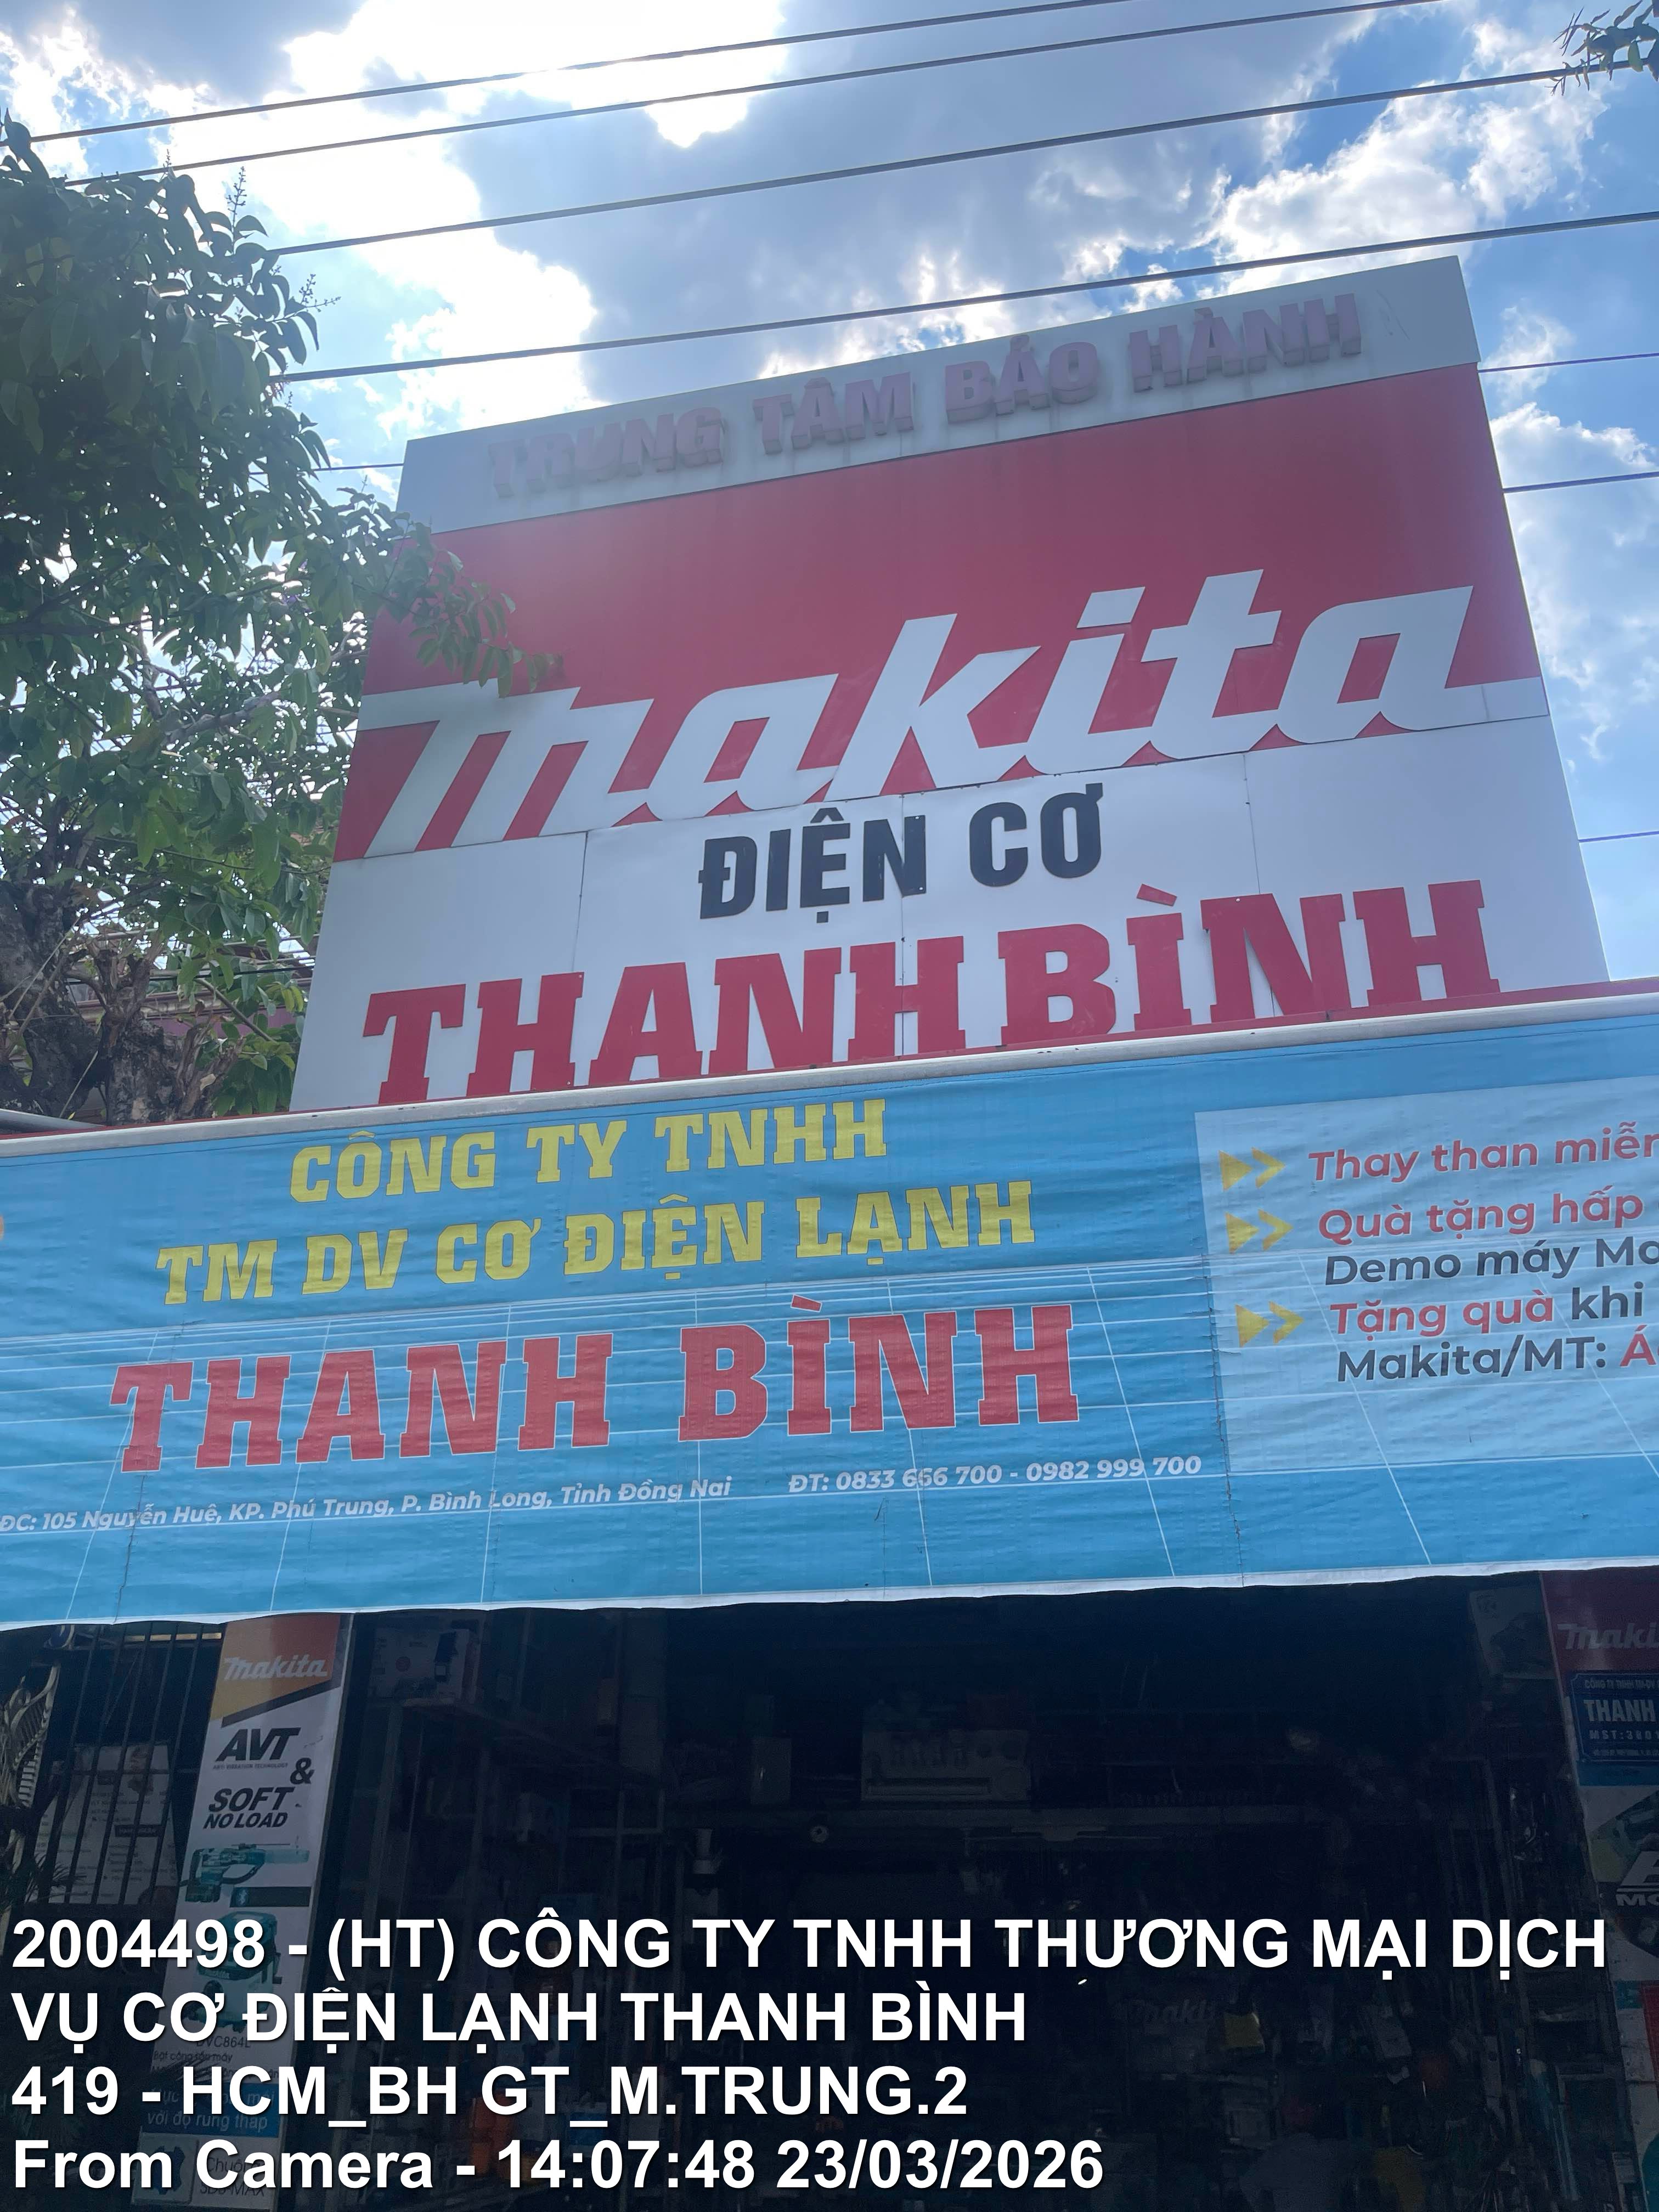 TRUNG TÂM BẢO HÀNH
makita
ĐIỆN CƠ
THANH BÌNH
CÔNG TY TNHH
TM DV CƠ ĐIỆN LẠNH
THANH BÌNH
ĐC: 105 Nguyễn Huệ, KP. Phú Trung, P. Bình Long, Tỉnh Đồng Nai ĐT: 0833 666 700 - 0982 999 700
Thay than miễn
Quà tặng hấp
Demo máy
Tặng quà khi
Makita/MT:
makita
AVT
&
SOFT
NO LOAD
THANH
2004498 - (HT) CÔNG TY TNHH THƯƠNG MẠI DỊCH
VỤ CƠ ĐIỆN LẠNH THANH BÌNH
419 - HCM_BH GT_M.TRUNG.2
From Camera - 14:07:48 23/03/2026